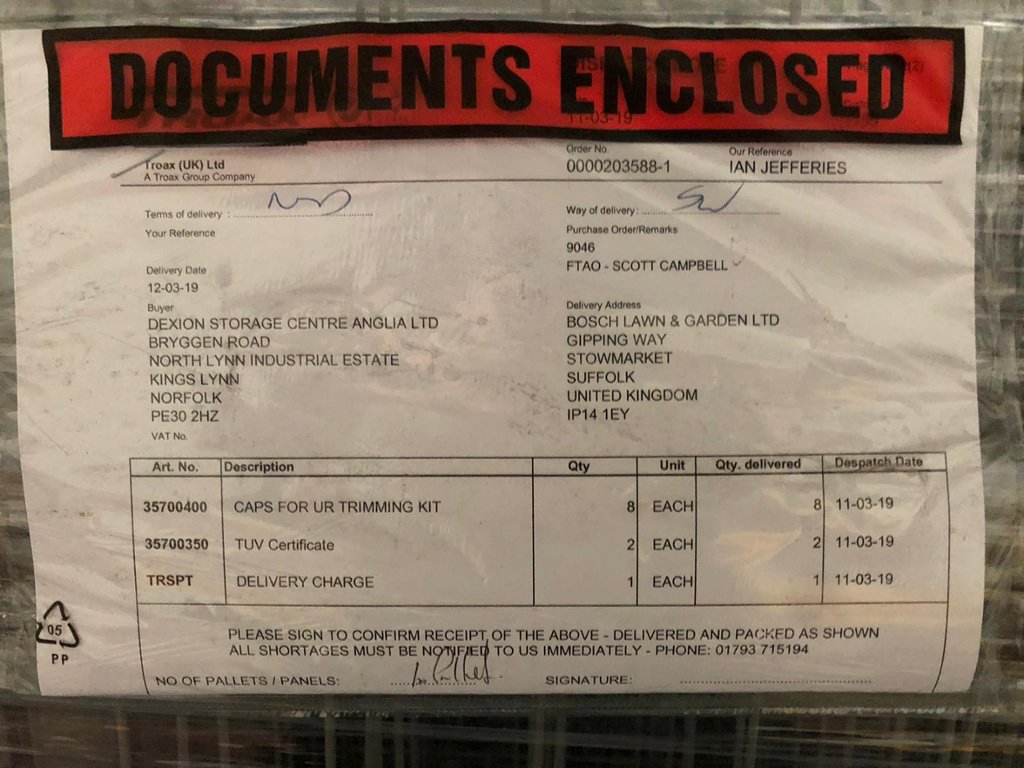 DOCUMENTS ENCLOSED
11-03-19
Troax (UK) Ltd
A Troax Group Company
Order No.
0000203588-1
Our Reference
IAN JEFFERIES
Terms of delivery :
Way of delivery :
Your Reference
Purchase Order/Remarks
9046
FTAO - SCOTT CAMPBELL
Delivery Date
12-03-19
Buyer
DEXION STORAGE CENTRE ANGLIA LTD
BRYGGEN ROAD
NORTH LYNN INDUSTRIAL ESTATE
KINGS LYNN
NORFOLK
PE30 2HZ
VAT No.
Delivery Address
BOSCH LAWN & GARDEN LTD
GIPPING WAY
STOWMARKET
SUFFOLK
UNITED KINGDOM
IP14 1EY
Art. No. Description Qty Unit Qty. delivered Despatch Date
35700400 CAPS FOR UR TRIMMING KIT 8 EACH 8 11-03-19
35700350 TUV Certificate 2 EACH 2 11-03-19
TRSPT DELIVERY CHARGE 1 EACH 1 11-03-19
PLEASE SIGN TO CONFIRM RECEIPT OF THE ABOVE - DELIVERED AND PACKED AS SHOWN
ALL SHORTAGES MUST BE NOTIFIED TO US IMMEDIATELY - PHONE: 01793 715194
NO OF PALLETS / PANELS:
SIGNATURE:
05
PP